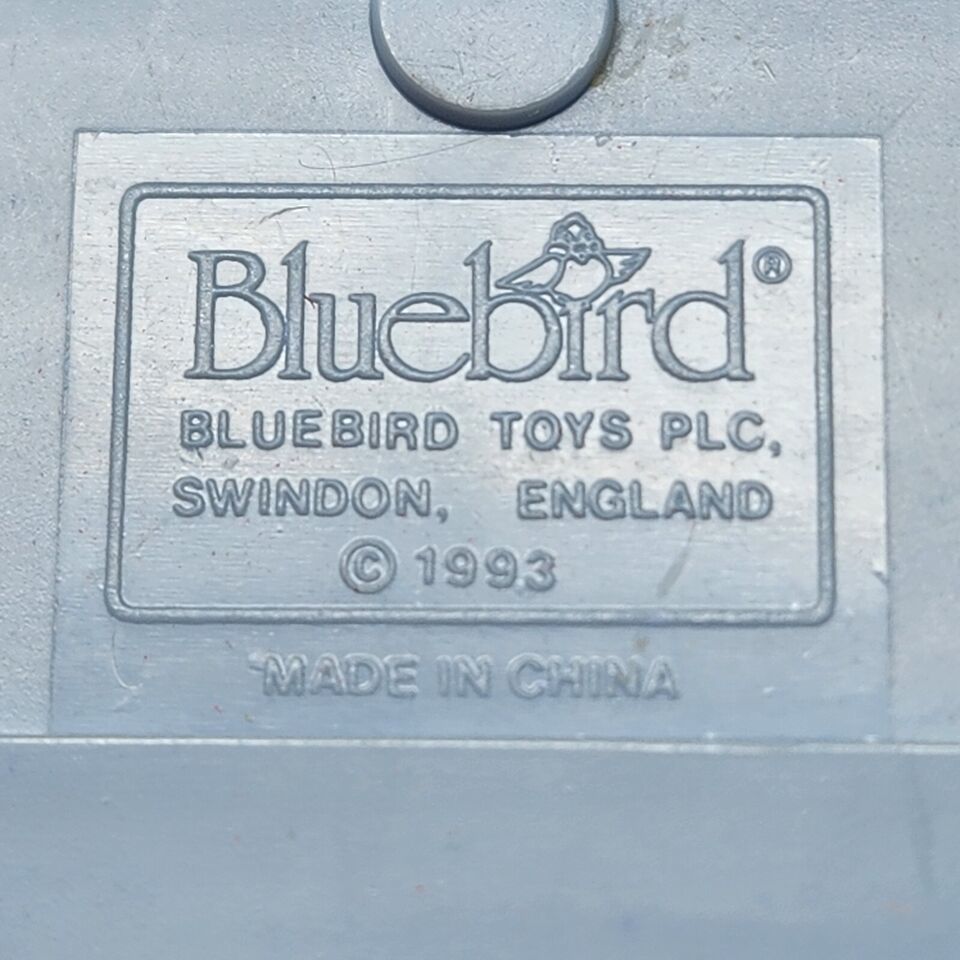 Bluebird®
BLUEBIRD TOYS PLC,
SWINDON, ENGLAND
© 1993
MADE IN CHINA